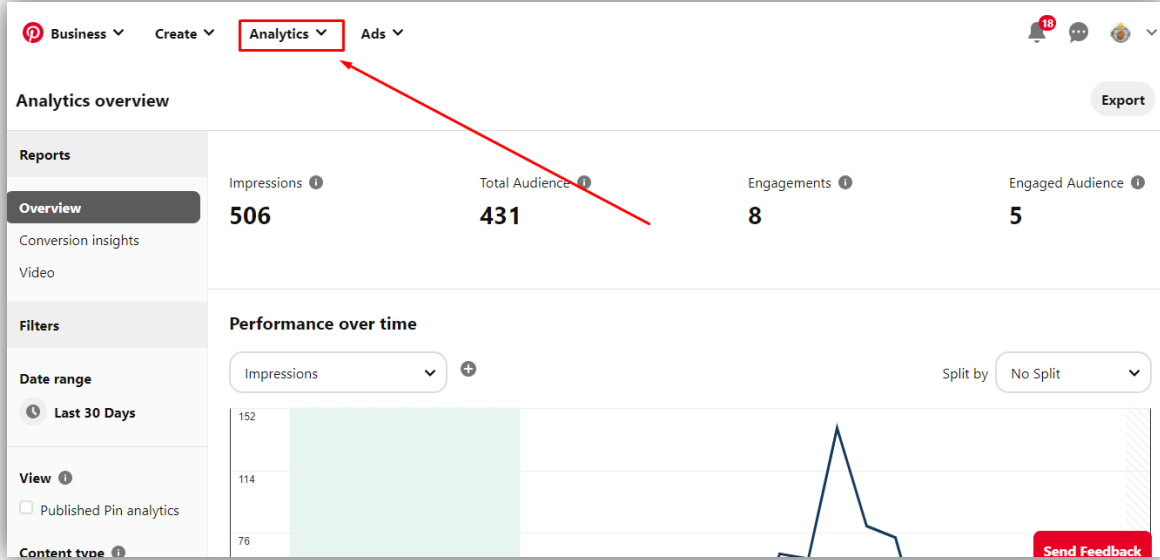 Business Create Analytics Ads 18
Analytics overview
Export
Reports
Overview
Conversion insights
Video
Filters
Date range
Last 30 Days
View
Published Pin analytics
Content type
Impressions Total Audience Engagements Engaged Audience
506 431 8 5
Performance over time
Impressions Split by No Split
152
114
76
Send Feedback